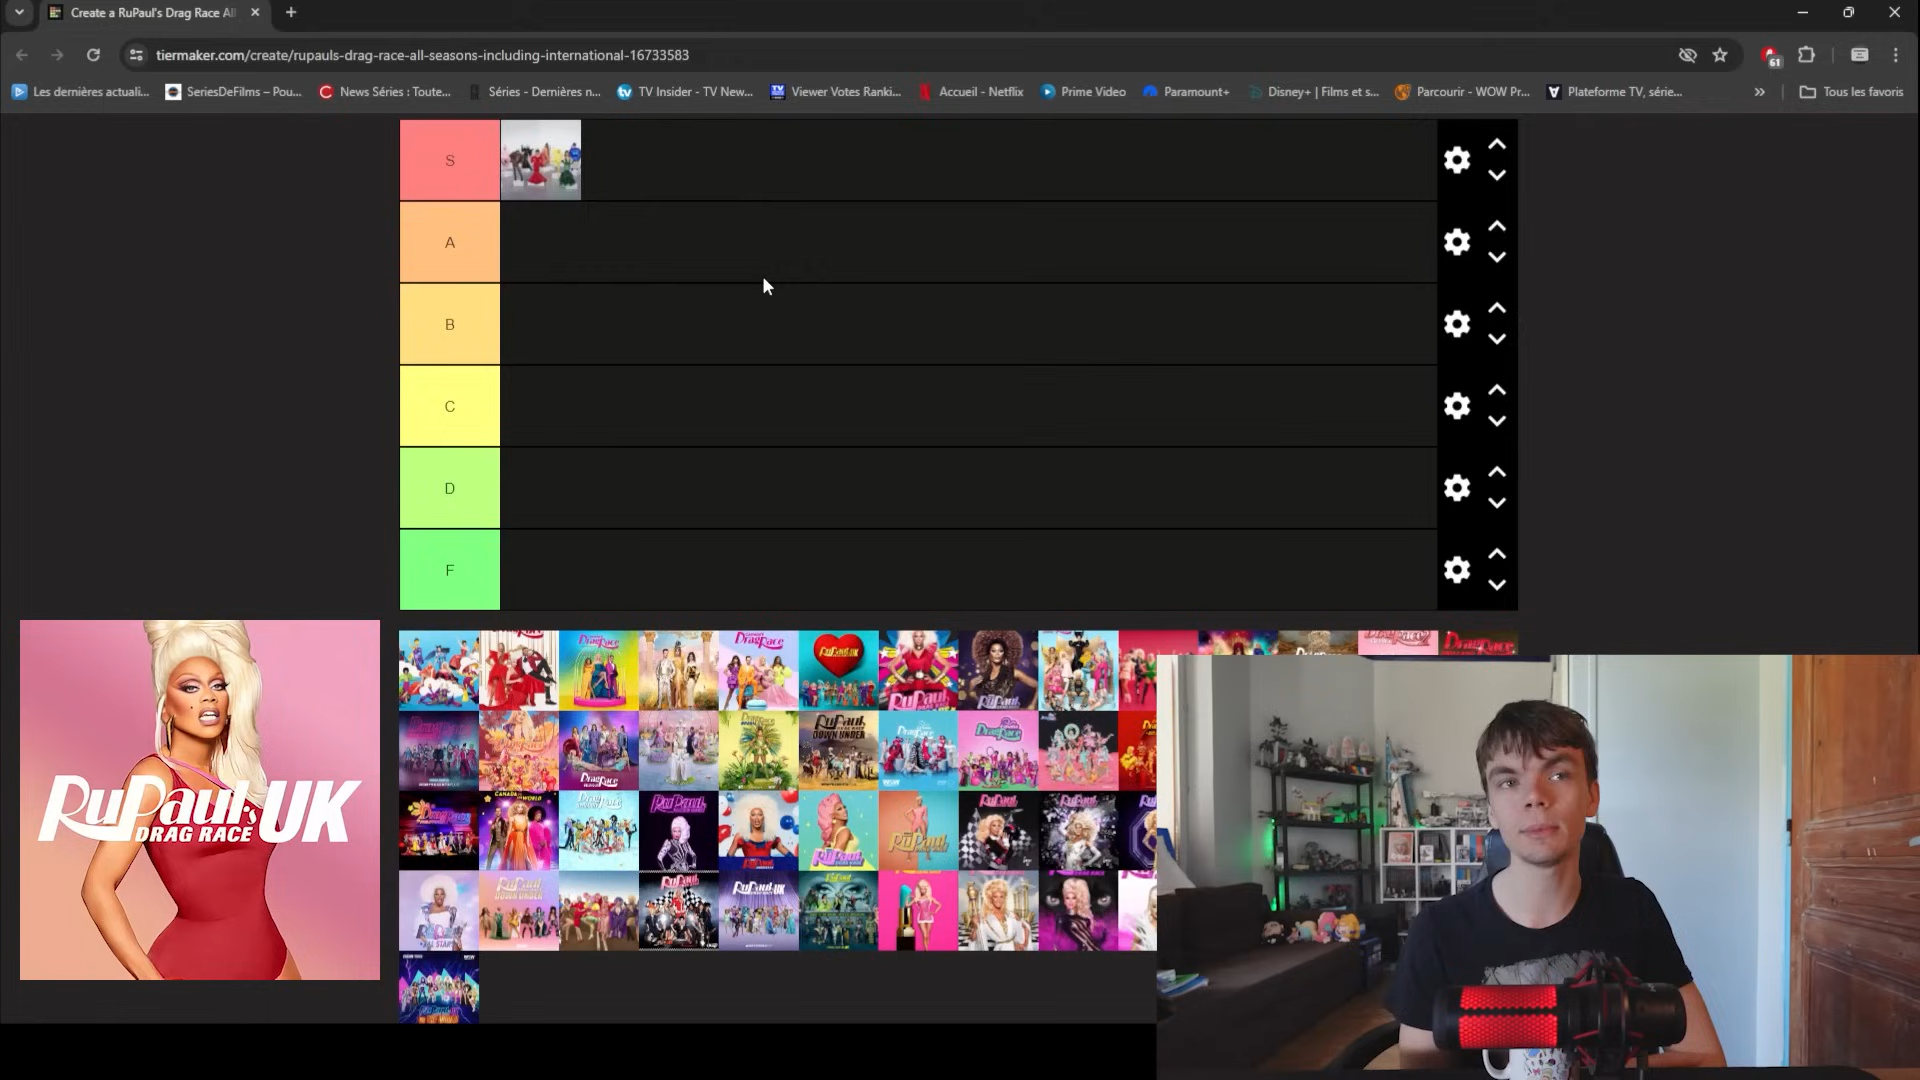 Create a RuPaul's Drag Race Al
tiermaker.com/create/rupauls-drag-race-all-seasons-including-international-16733583
61
Les dernières actuali...
SeriesDeFilms – Pou...
News Séries : Toute...
Séries - Dernières n...
TV Insider - TV New...
Viewer Votes Ranki...
Accueil - Netflix
Prime Video
Paramount+
Disney+ | Films et s...
Parcourir - WOW Pr...
Plateforme TV, série...
»
Tous les favoris
S
A
B
C
D
F
RuPaul's UK
DRAG RACE